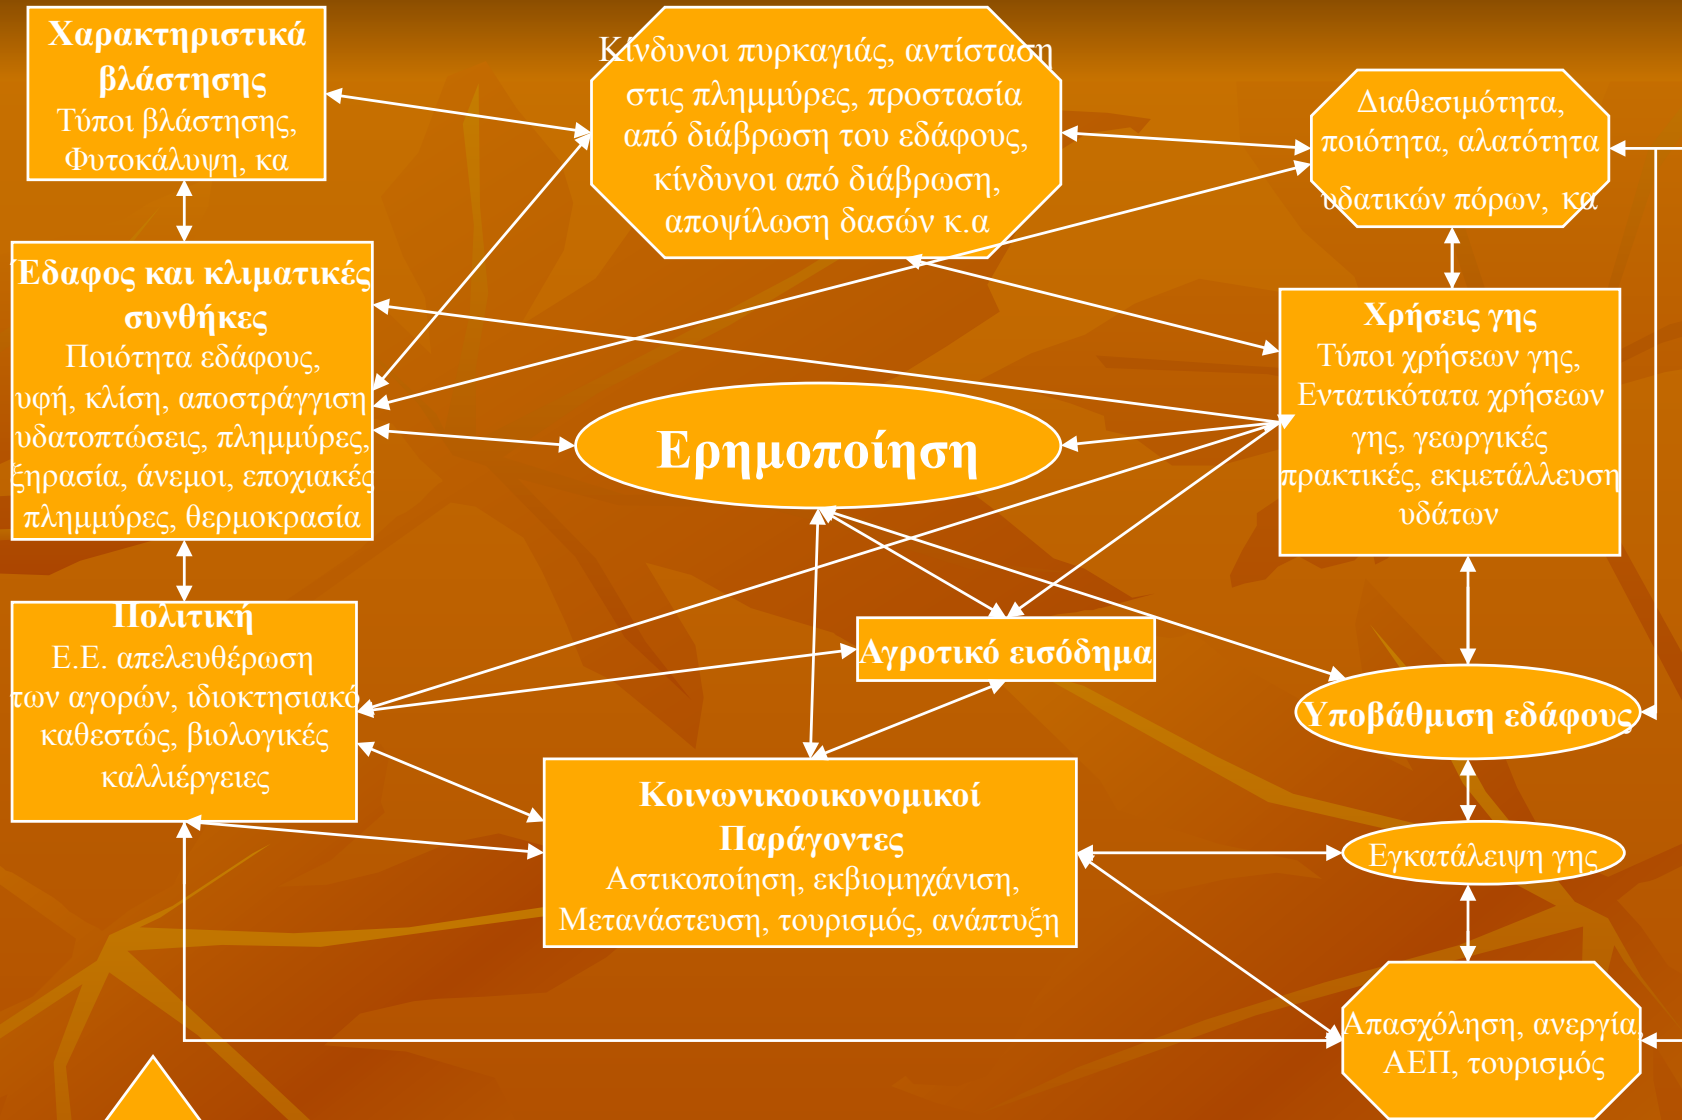 Χαρακτηριστικά
βλάστησης
Τύποι βλάστησης,
Φυτοκάλυψη, κα
Κίνδυνοι πυρκαγιάς, αντίσταση
στις πλημμύρες, προστασία
από διάβρωση του εδάφους,
κίνδυνοι από διάβρωση,
αποψίλωση δασών κ.α
Διαθεσιμότητα,
ποιότητα, αλατότητα
υδατικών πόρων, κα
Έδαφος και κλιματικές
συνθήκες
Ποιότητα εδάφους,
υφή, κλίση, αποστράγγιση
υδατοπτώσεις, πλημμύρες,
ξηρασία, άνεμοι, εποχιακές
πλημμύρες, θερμοκρασία
Ερημοποίηση
Χρήσεις γης
Τύποι χρήσεων γης,
Εντατικότατα χρήσεων
γης, γεωργικές
πρακτικές, εκμετάλλευση
υδάτων
Πολιτική
Ε.Ε. απελευθέρωση
των αγορών, ιδιοκτησιακό
καθεστώς, βιολογικές
καλλιέργειες
Αγροτικό εισόδημα
Υποβάθμιση εδάφους
Κοινωνικοοικονομικοί
Παράγοντες
Αστικοποίηση, εκβιομηχάνιση,
Μετανάστευση, τουρισμός, ανάπτυξη
Εγκατάλειψη γης
Απασχόληση, ανεργία,
ΑΕΠ, τουρισμός